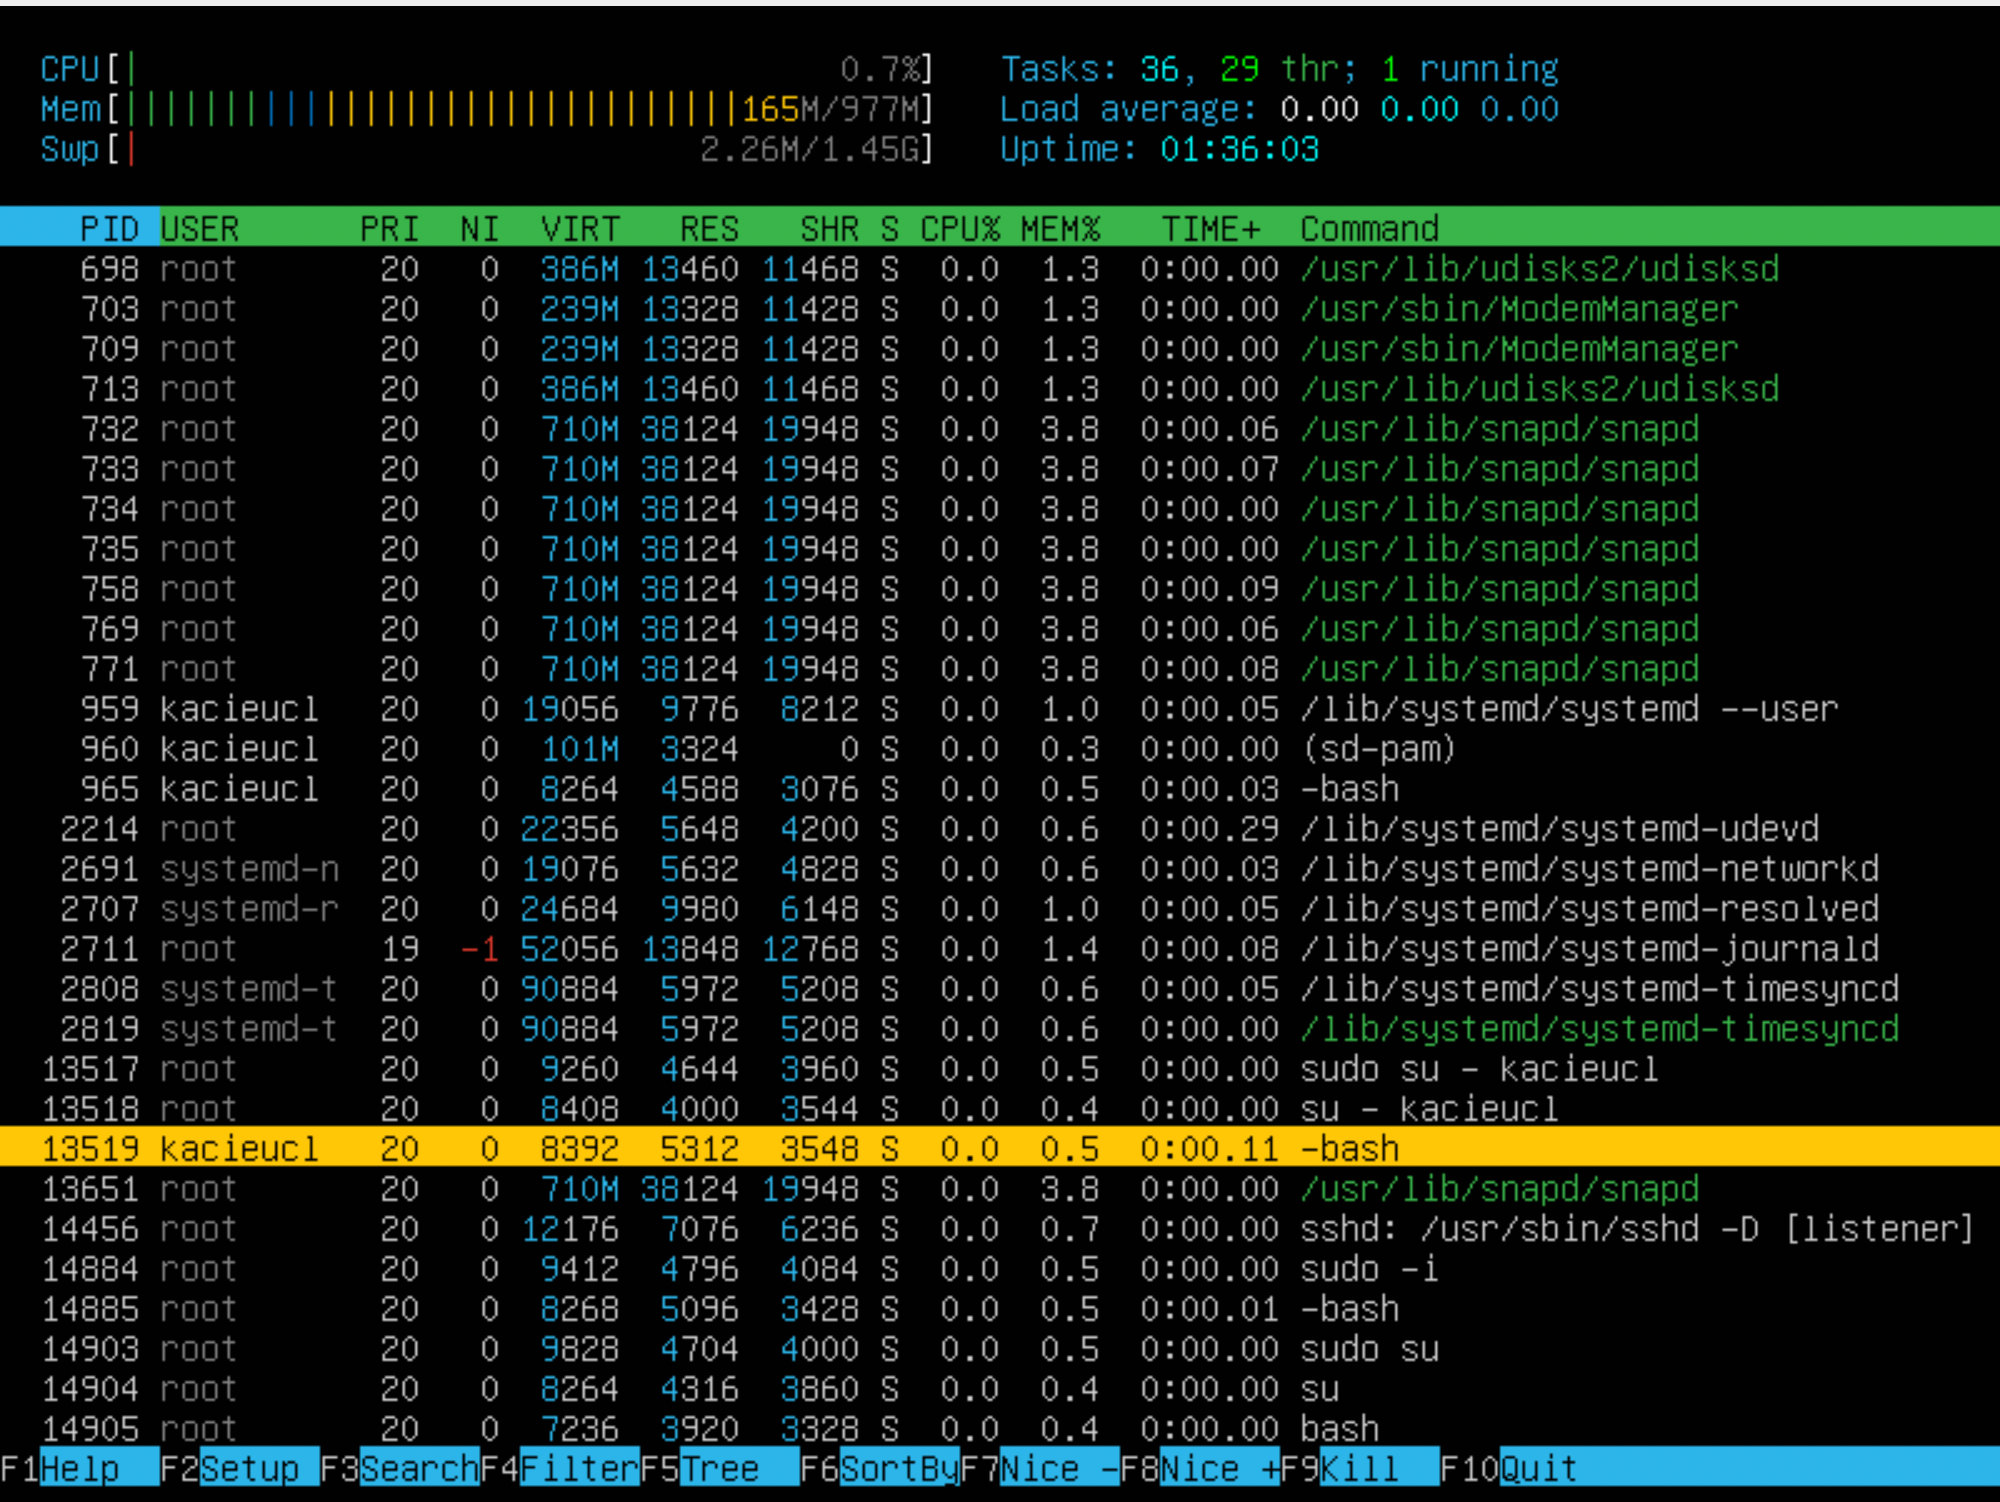 CPU[| 0.7%] Tasks: 36, 29 thr; 1 running
Mem[|||||||||||||||||||||||||||||||165M/977M] Load average: 0.00 0.00 0.00
Swp[| 2.26M/1.45G] Uptime: 01:36:03
PID USER PRI NI VIRT RES SHR S CPU% MEM% TIME+ Command
698 root 20 0 386M 13460 11468 S 0.0 1.3 0:00.00 /usr/lib/udisks2/udisksd
703 root 20 0 239M 13328 11428 S 0.0 1.3 0:00.00 /usr/sbin/ModemManager
709 root 20 0 239M 13328 11428 S 0.0 1.3 0:00.00 /usr/sbin/ModemManager
713 root 20 0 386M 13460 11468 S 0.0 1.3 0:00.00 /usr/lib/udisks2/udisksd
732 root 20 0 710M 38124 19948 S 0.0 3.8 0:00.06 /usr/lib/snapd/snapd
733 root 20 0 710M 38124 19948 S 0.0 3.8 0:00.07 /usr/lib/snapd/snapd
734 root 20 0 710M 38124 19948 S 0.0 3.8 0:00.00 /usr/lib/snapd/snapd
735 root 20 0 710M 38124 19948 S 0.0 3.8 0:00.00 /usr/lib/snapd/snapd
758 root 20 0 710M 38124 19948 S 0.0 3.8 0:00.09 /usr/lib/snapd/snapd
769 root 20 0 710M 38124 19948 S 0.0 3.8 0:00.06 /usr/lib/snapd/snapd
771 root 20 0 710M 38124 19948 S 0.0 3.8 0:00.08 /usr/lib/snapd/snapd
959 kacieucl 20 0 19056 9776 8212 S 0.0 1.0 0:00.05 /lib/systemd/systemd --user
960 kacieucl 20 0 101M 3324 0 S 0.0 0.3 0:00.00 (sd-pam)
965 kacieucl 20 0 8264 4588 3076 S 0.0 0.5 0:00.03 -bash
2214 root 20 0 22356 5648 4200 S 0.0 0.6 0:00.29 /lib/systemd/systemd-udevd
2691 systemd-n 20 0 19076 5632 4828 S 0.0 0.6 0:00.03 /lib/systemd/systemd-networkd
2707 systemd-r 20 0 24684 9980 6148 S 0.0 1.0 0:00.05 /lib/systemd/systemd-resolved
2711 root 19 -1 52056 13848 12768 S 0.0 1.4 0:00.08 /lib/systemd/systemd-journald
2808 systemd-t 20 0 90884 5972 5208 S 0.0 0.6 0:00.05 /lib/systemd/systemd-timesyncd
2819 systemd-t 20 0 90884 5972 5208 S 0.0 0.6 0:00.00 /lib/systemd/systemd-timesyncd
13517 root 20 0 9260 4644 3960 S 0.0 0.5 0:00.00 sudo su - kacieucl
13518 root 20 0 8408 4000 3544 S 0.0 0.4 0:00.00 su - kacieucl
13519 kacieucl 20 0 8392 5312 3548 S 0.0 0.5 0:00.11 -bash
13651 root 20 0 710M 38124 19948 S 0.0 3.8 0:00.00 /usr/lib/snapd/snapd
14456 root 20 0 12176 7076 6236 S 0.0 0.7 0:00.00 sshd: /usr/sbin/sshd -D [listener]
14884 root 20 0 9412 4796 4084 S 0.0 0.5 0:00.00 sudo -i
14885 root 20 0 8268 5096 3428 S 0.0 0.5 0:00.01 -bash
14903 root 20 0 9828 4704 4000 S 0.0 0.5 0:00.00 sudo su
14904 root 20 0 8264 4316 3860 S 0.0 0.4 0:00.00 su
14905 root 20 0 7236 3920 3328 S 0.0 0.4 0:00.00 bash
F1Help F2Setup F3SearchF4FilterF5Tree F6SortByF7Nice -F8Nice +F9Kill F10Quit